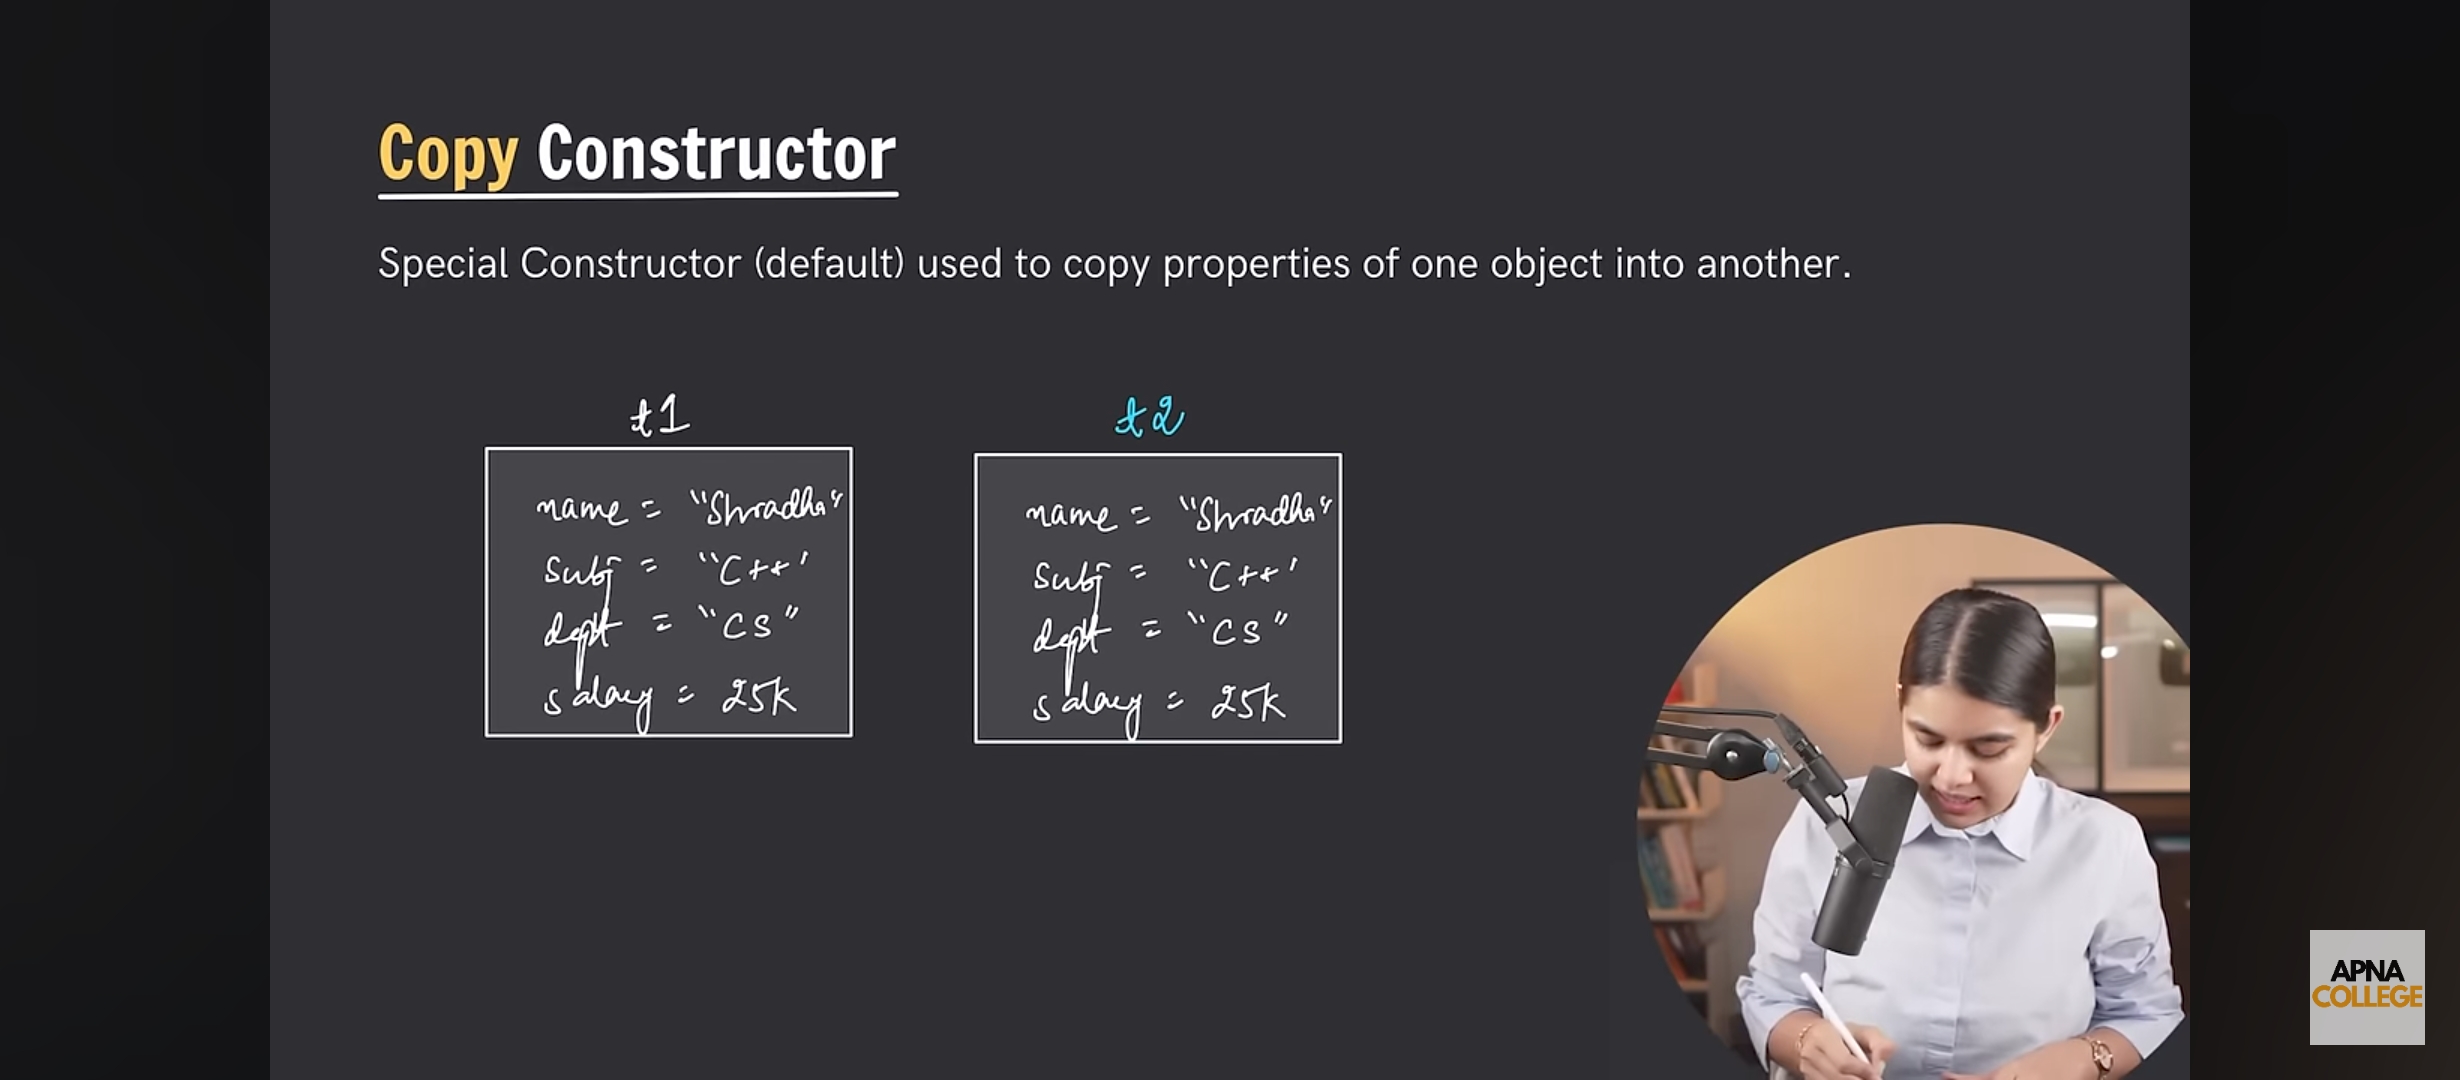 Copy Constructor
Special Constructor (default) used to copy properties of one object into another.
t1
name = "Shradha"
subj = "C++'
dept = "CS"
salary = 25k
t2
name = "Shradha"
subj = "C++'
dept = "CS"
salary = 25k
APNA
COLLEGE